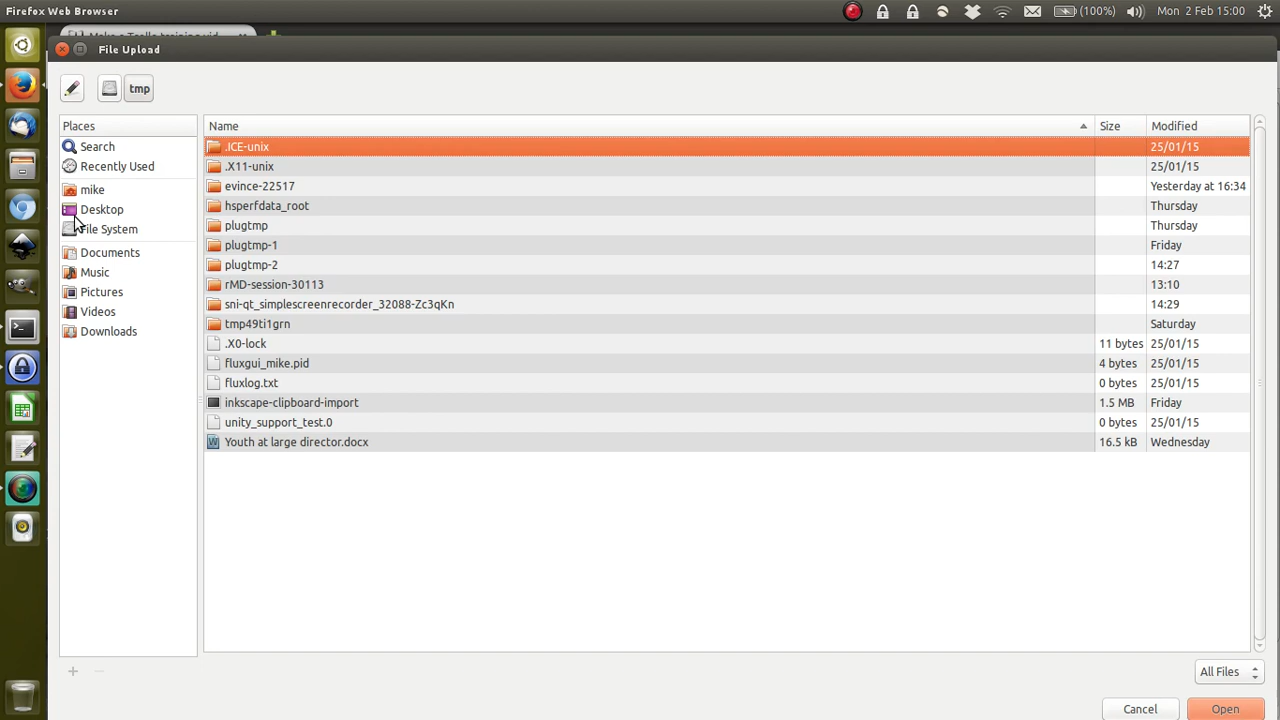 Firefox Web Browser
(100%)
Mon 2 Feb 15:00
File Upload
tmp
Places
Search
Recently Used
mike
Desktop
File System
Documents
Music
Pictures
Videos
Downloads
Name Size Modified
.ICE-unix 25/01/15
.X11-unix 25/01/15
evince-22517 Yesterday at 16:34
hsperfdata_root Thursday
plugtmp Thursday
plugtmp-1 Friday
plugtmp-2 14:27
rMD-session-30113 13:10
sni-qt_simplescreenrecorder_32088-Zc3qKn 14:29
tmp49ti1grn Saturday
.X0-lock 11 bytes 25/01/15
fluxgui_mike.pid 4 bytes 25/01/15
fluxlog.txt 0 bytes 25/01/15
inkscape-clipboard-import 1.5 MB Friday
unity_support_test.0 0 bytes 25/01/15
Youth at large director.docx 16.5 kB Wednesday
All Files
Cancel
Open